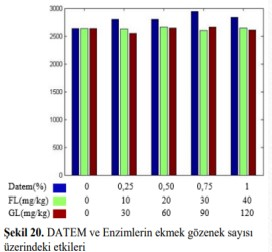 3000
2500
2000
1500
1000
500
0
Datem(%) 0 0,25 0,50 0,75 1
FL(mg/kg) 0 10 20 30 40
GL(mg/kg) 0 30 60 90 120
Şekil 20. DATEM ve Enzimlerin ekmek gözenek sayısı
üzerindeki etkileri